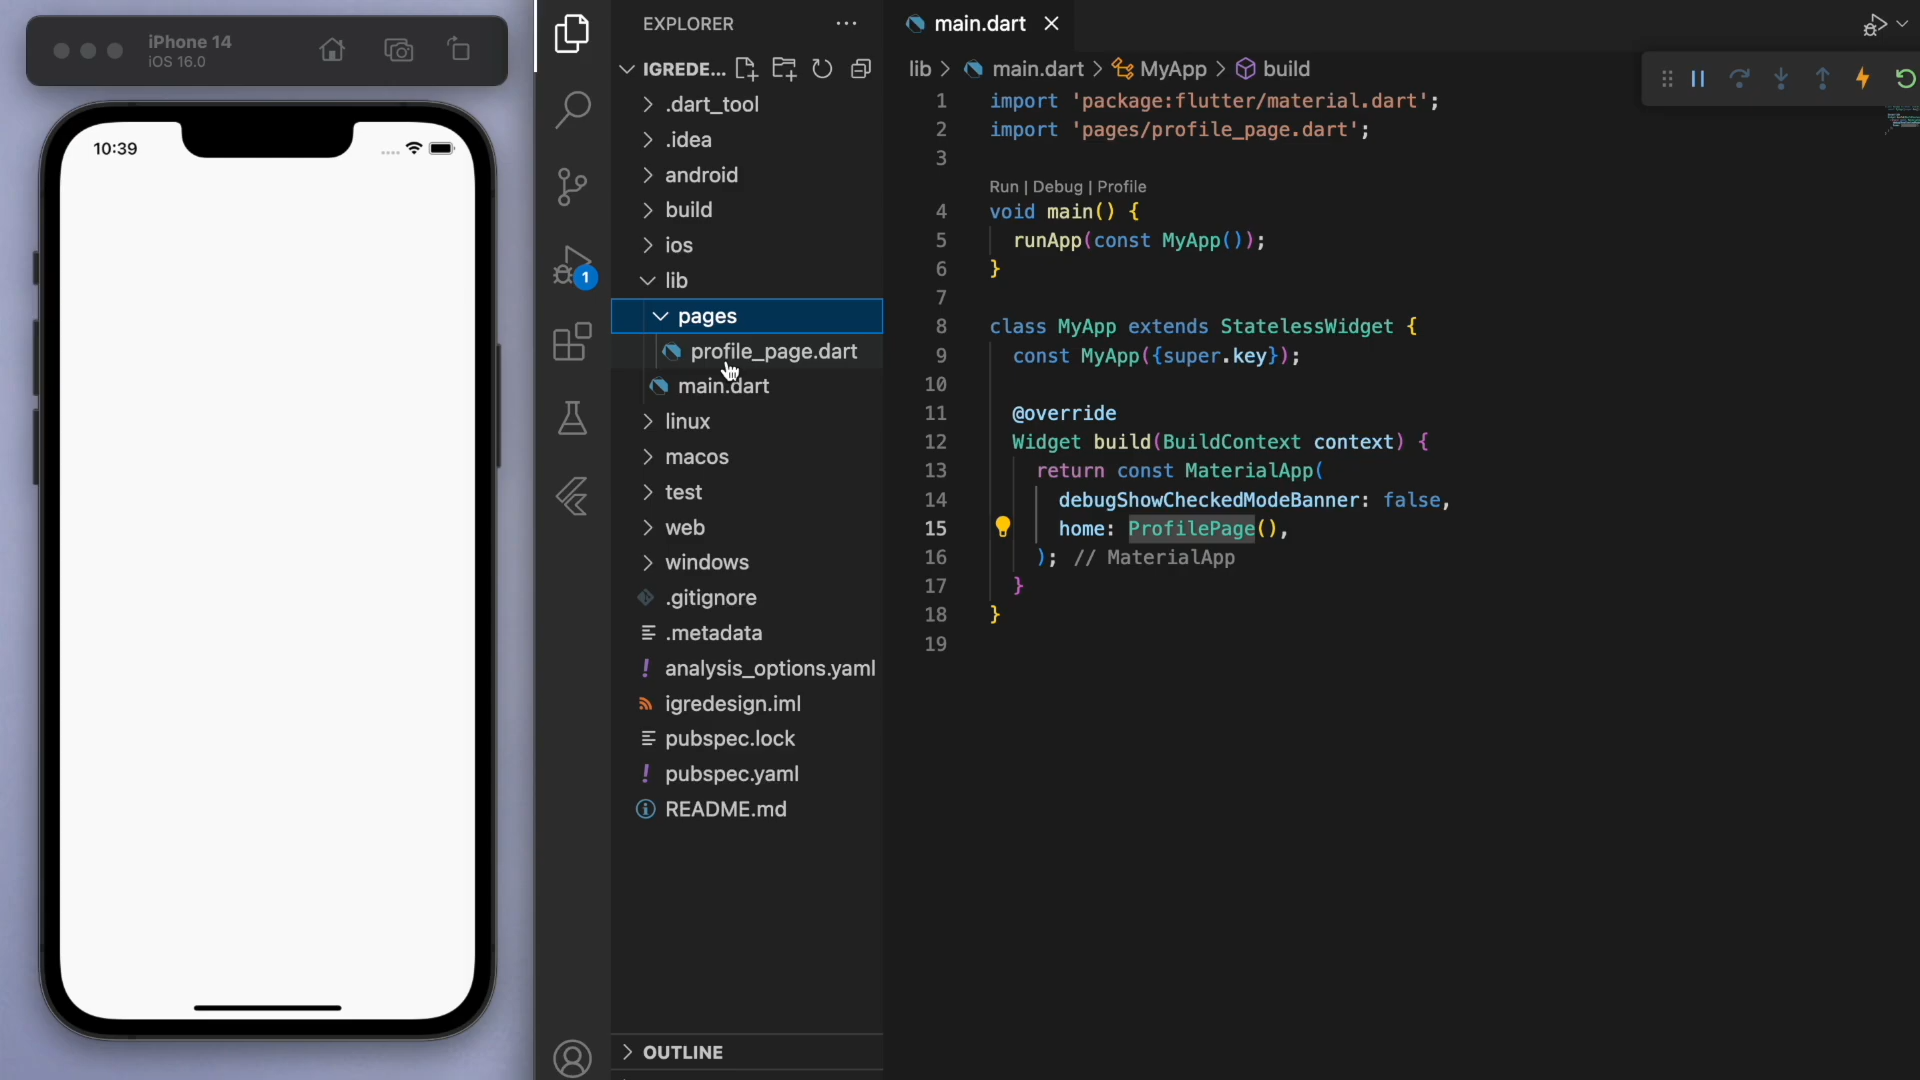 iPhone 14
iOS 16.0
10:39
EXPLORER
IGREDE...
.dart_tool
.idea
android
build
ios
lib
pages
profile_page.dart
main.dart
linux
macos
test
web
windows
.gitignore
.metadata
analysis_options.yaml
igredesign.iml
pubspec.lock
pubspec.yaml
README.md
OUTLINE
1
main.dart
lib > main.dart > MyApp > build
1 import 'package:flutter/material.dart';
2 import 'pages/profile_page.dart';
3
Run | Debug | Profile
4 void main() {
5 runApp(const MyApp());
6 }
7
8 class MyApp extends StatelessWidget {
9 const MyApp({super.key});
10
11 @override
12 Widget build(BuildContext context) {
13 return const MaterialApp(
14 debugShowCheckedModeBanner: false,
15 home: ProfilePage(),
16 ); // MaterialApp
17 }
18 }
19